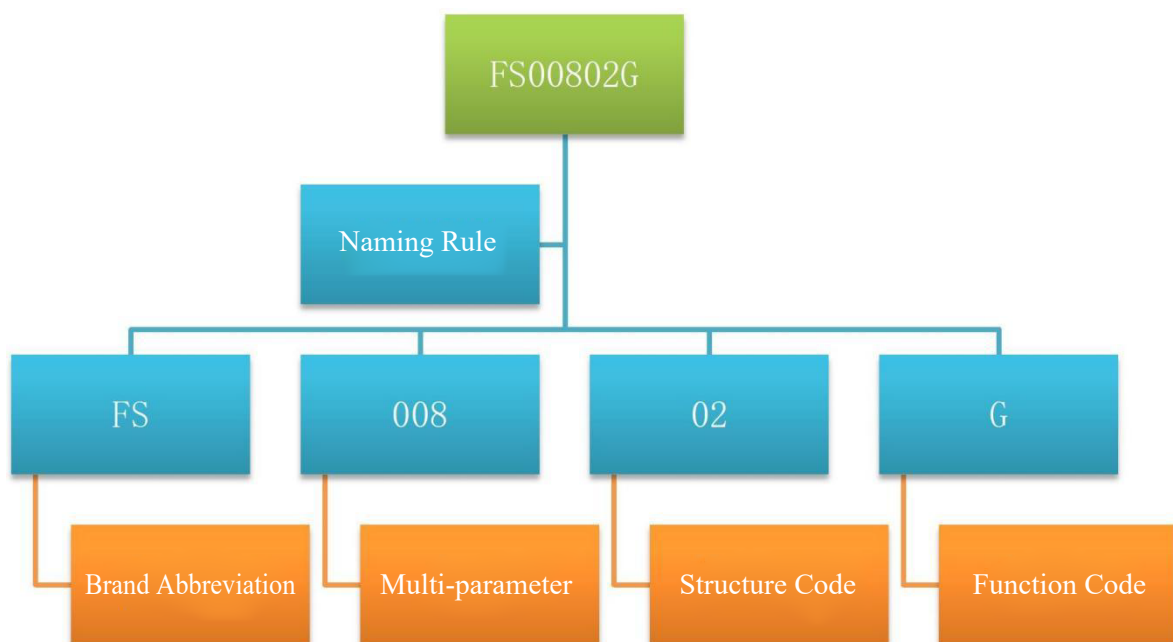 FS00802G
Naming Rule
FS
008
02
G
Brand Abbreviation
Multi-parameter
Structure Code
Function Code